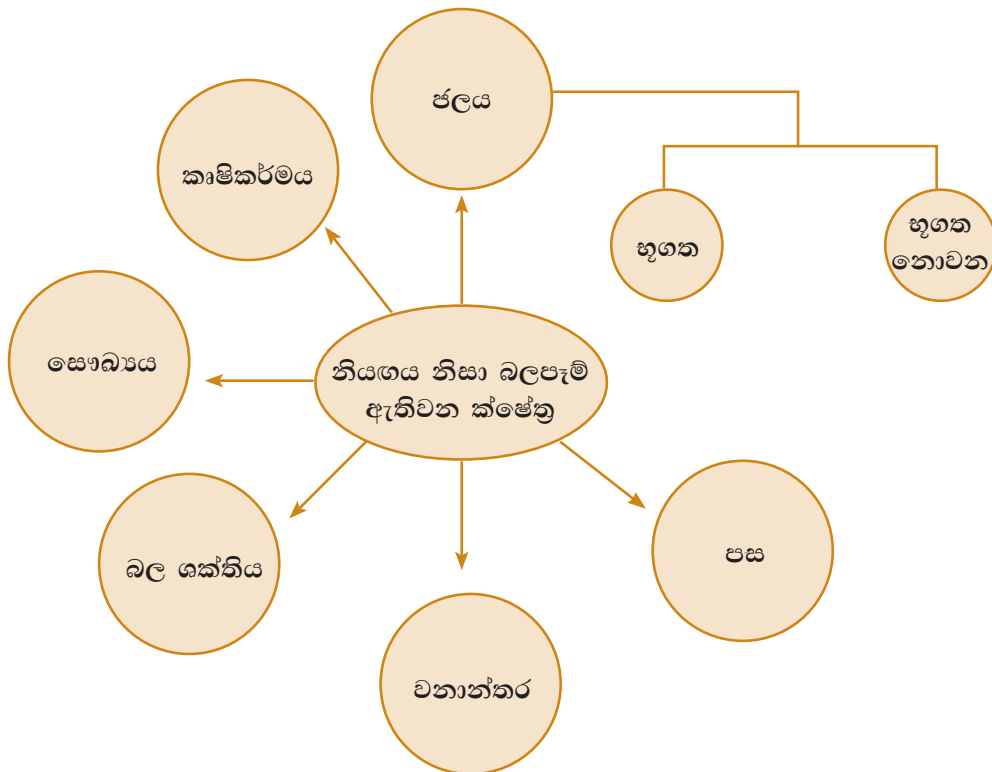 ජලය
කෘෂිකර්මය
භූගත
භූගත
නොවන
සෞඛ්‍යය
නියඟය නිසා බලපෑම්
ඇතිවන ක්ෂේත්‍ර
බල ශක්තිය
පස
වනාන්තර